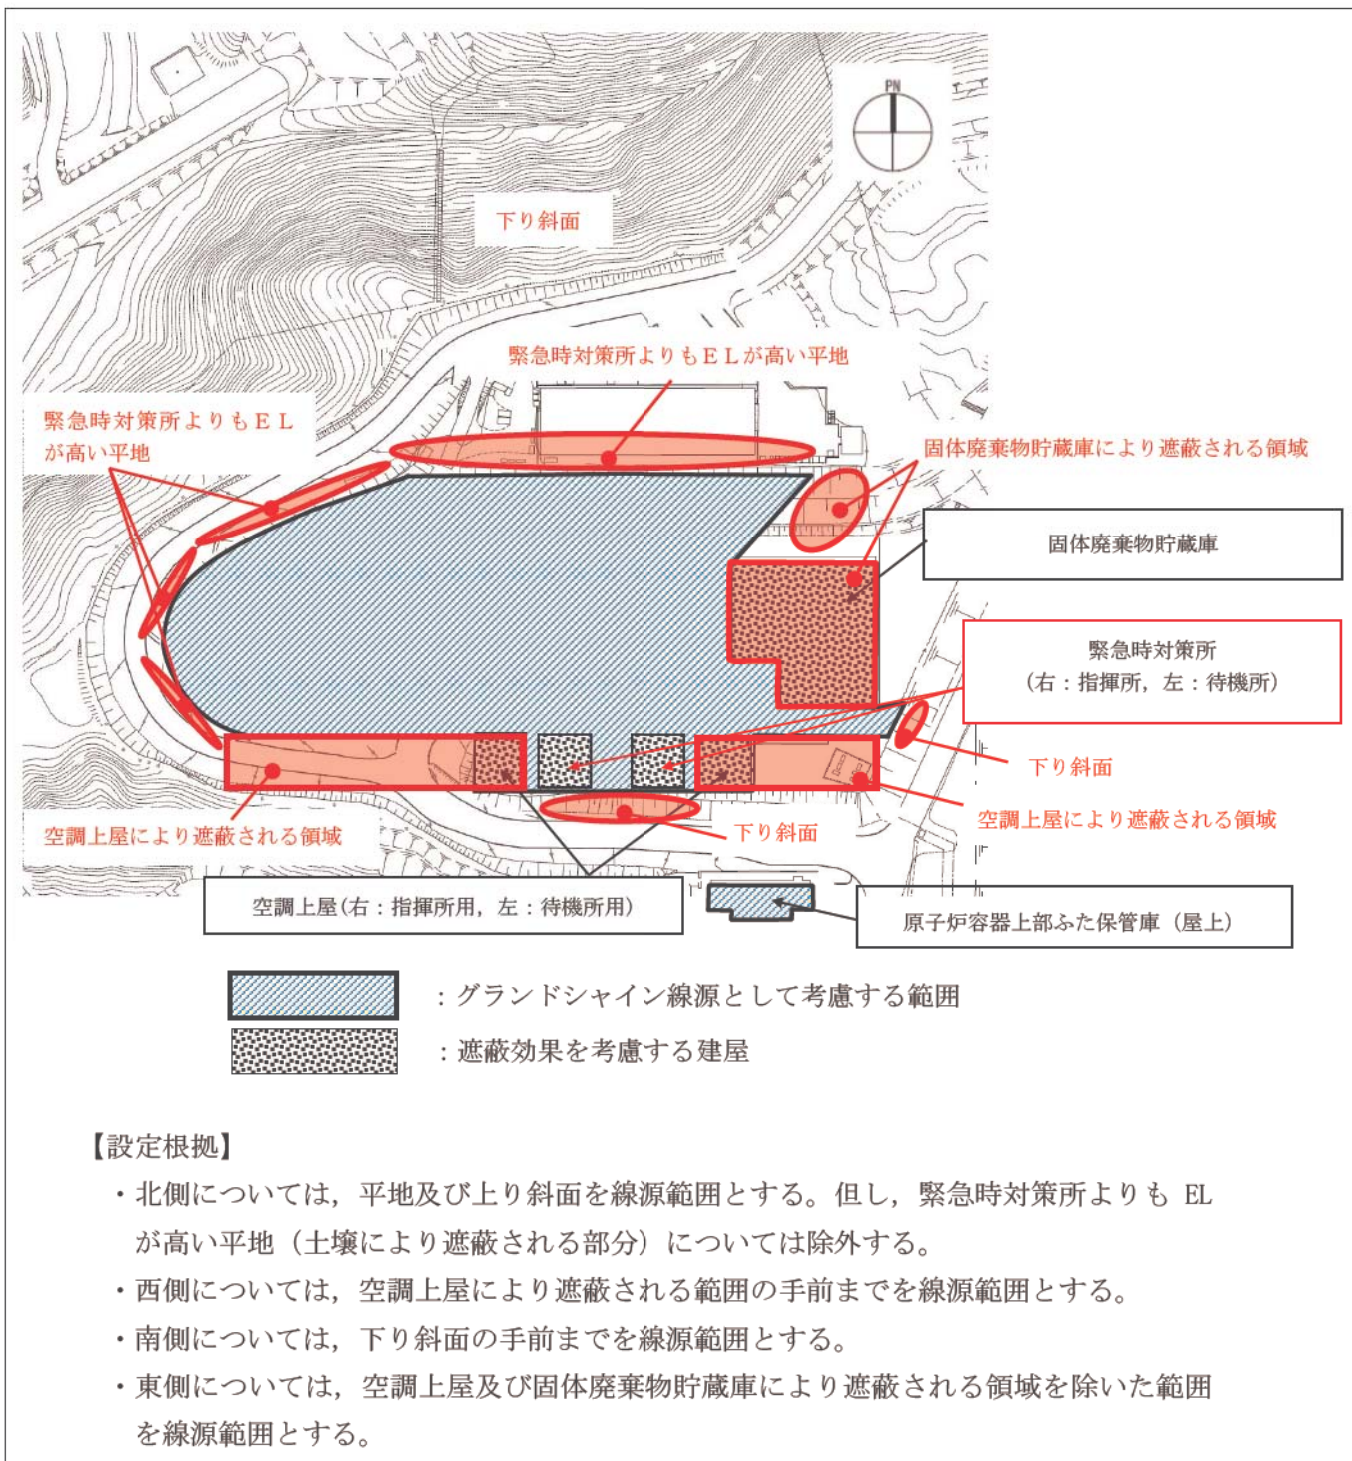 PN
下り斜面
緊急時対策所よりもＥＬが高い平地
緊急時対策所よりもＥＬ
が高い平地
固体廃棄物貯蔵庫により遮蔽される領域
固体廃棄物貯蔵庫
緊急時対策所
（右：指揮所，左：待機所）
下り斜面
空調上屋により遮蔽される領域
下り斜面
空調上屋により遮蔽される領域
空調上屋(右：指揮所用，左：待機所用)
原子炉容器上部ふた保管庫（屋上）
：グランドシャイン線源として考慮する範囲
：遮蔽効果を考慮する建屋
【設定根拠】
・北側については，平地及び上り斜面を線源範囲とする。但し，緊急時対策所よりも EL
が高い平地（土壌により遮蔽される部分）については除外する。
・西側については，空調上屋により遮蔽される範囲の手前までを線源範囲とする。
・南側については，下り斜面の手前までを線源範囲とする。
・東側については，空調上屋及び固体廃棄物貯蔵庫により遮蔽される領域を除いた範囲
を線源範囲とする。